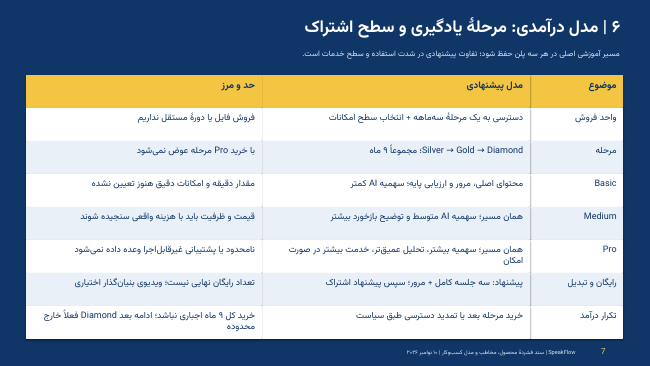 ۶ | مدل درآمدی: مرحلهٔ یادگیری و سطح اشتراک
مسیر آموزشی اصلی در هر سه پلن حفظ شود؛ تفاوت پیشنهادی در شدت استفاده و سطح خدمات است.
موضوع	مدل پیشنهادی	حد و مرز
واحد فروش	دسترسی به یک مرحلهٔ سه‌ماهه + انتخاب سطح امکانات	فروش فایل یا دورهٔ مستقل نداریم
مرحله	Silver → Gold → Diamond؛ مجموعاً ۹ ماه	با خرید Pro مرحله عوض نمی‌شود
Basic	محتوای اصلی، مرور و ارزیابی پایه؛ سهمیه AI کمتر	مقدار دقیقه و امکانات دقیق هنوز تعیین نشده
Medium	همان مسیر؛ سهمیه AI متوسط و توضیح بازخورد بیشتر	قیمت و ظرفیت باید با هزینه واقعی سنجیده شوند
Pro	همان مسیر؛ سهمیه بیشتر، تحلیل عمیق‌تر، خدمت بیشتر در صورت	نامحدود یا پشتیبانی غیرقابل‌اجرا وعده داده نمی‌شود
امکان
رایگان و تبدیل	پیشنهاد: سه جلسه کامل + مرور؛ سپس پیشنهاد اشتراک	تعداد رایگان نهایی نیست؛ ویدیوی بنیان‌گذار اختیاری
تکرار درآمد	خرید مرحله بعد یا تمدید دسترسی طبق سیاست	خرید کل ۹ ماه اجباری نباشد؛ ادامه بعد Diamond فعلاً خارج
محدوده
SpeakFlow | سند فشردهٔ محصول، مخاطب و مدل کسب‌وکار | ۱۰ نوامبر ۲۰۲۶
7